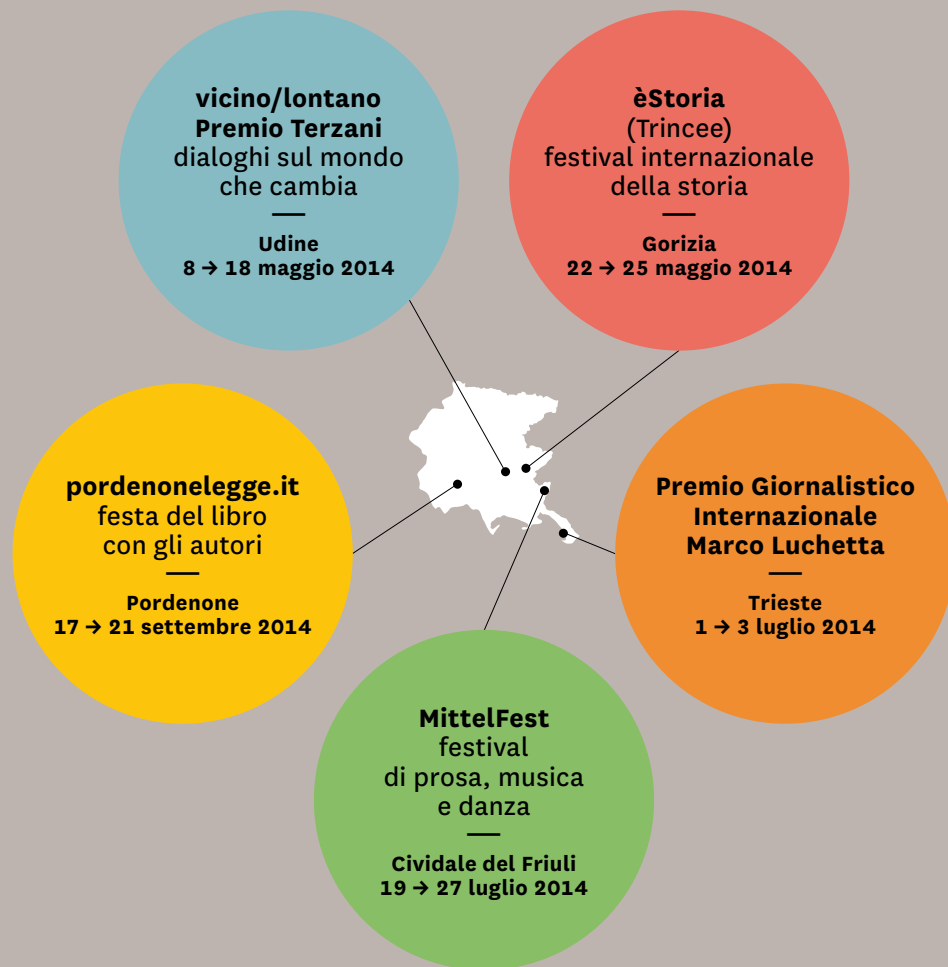 vicino/lontano
Premio Terzani
dialoghi sul mondo
che cambia
Udine
8 → 18 maggio 2014
èStoria
(Trincee)
festival internazionale
della storia
Gorizia
22 → 25 maggio 2014
pordenonelegge.it
festa del libro
con gli autori
Pordenone
17 → 21 settembre 2014
Premio Giornalistico
Internazionale
Marco Luchetta
Trieste
1 → 3 luglio 2014
MittelFest
festival
di prosa, musica
e danza
Cividale del Friuli
19 → 27 luglio 2014